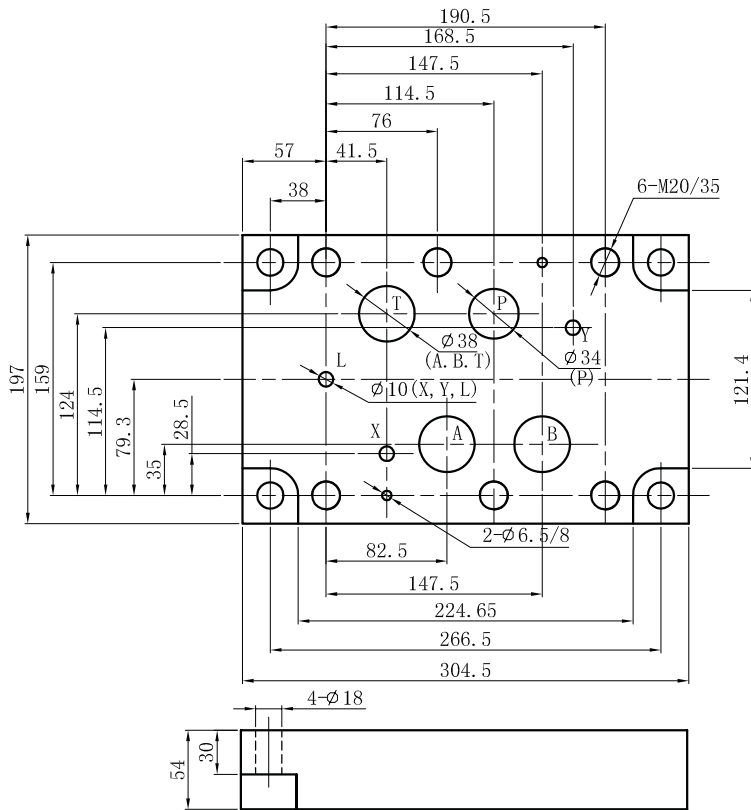 190.5
168.5
147.5
114.5
76
57
41.5
38
6-M20/35
T
P
Y
Ø38
(A.B.T)
Ø34
(P)
L
Ø10(X,Y,L)
X
A
B
197
159
124
114.5
79.3
35
28.5
121.4
2-Ø6.5/8
82.5
147.5
224.65
266.5
304.5
4-Ø18
54
30